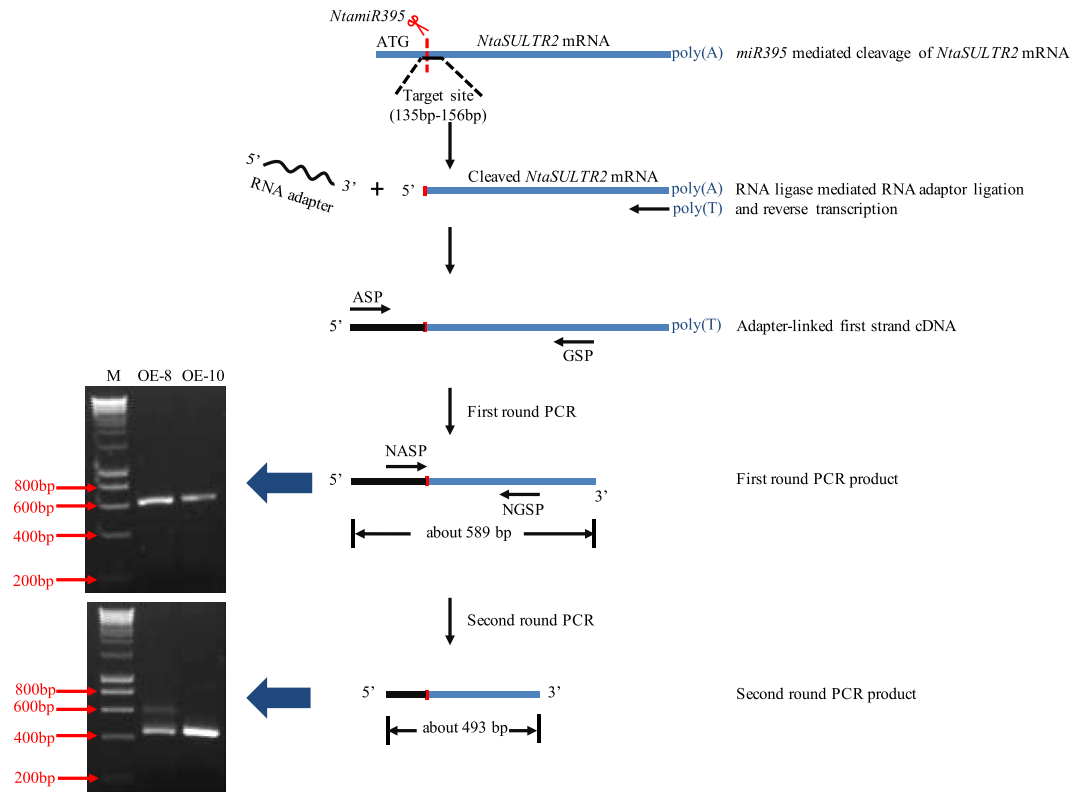 NtamiR395
ATG
NtaSULTR2 mRNA
poly(A)
miR395 mediated cleavage of NtaSULTR2 mRNA
Target site
(135bp-156bp)
5’
RNA adapter
3’
+
5’
Cleaved NtaSULTR2 mRNA
poly(A)
RNA ligase mediated RNA adaptor ligation
poly(T)
and reverse transcription
ASP
5’
poly(T)
Adapter-linked first strand cDNA
GSP
M
OE-8
OE-10
First round PCR
NASP
5’
First round PCR product
3’
NGSP
about 589 bp
800bp
600bp
400bp
200bp
Second round PCR
5’
3’
Second round PCR product
about 493 bp
800bp
600bp
400bp
200bp